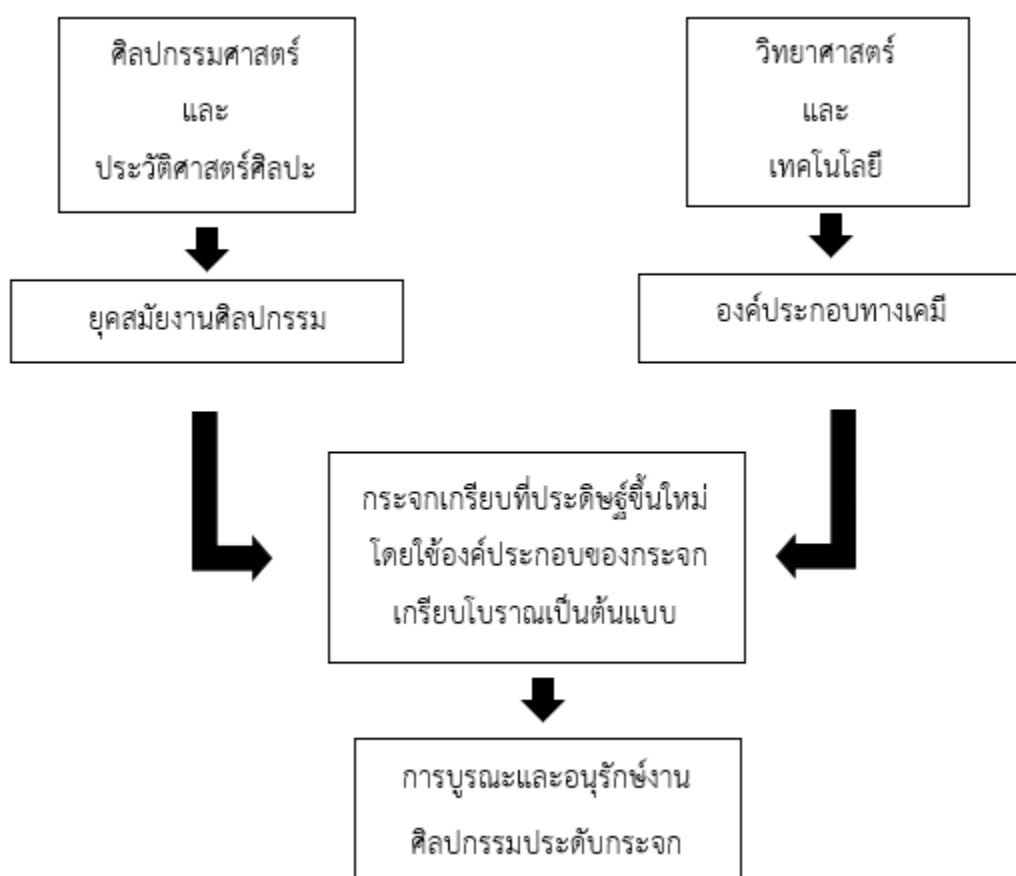 ศิลปกรรมศาสตร์
และ
ประวัติศาสตร์ศิลปะ
วิทยาศาสตร์
และ
เทคโนโลยี
ยุคสมัยงานศิลปกรรม
องค์ประกอบทางเคมี
กระจกเกรียบที่ประดิษฐ์ขึ้นใหม่
โดยใช้องค์ประกอบของกระจก
เกรียบโบราณเป็นต้นแบบ
การบูรณะและอนุรักษ์งาน
ศิลปกรรมประดับกระจก